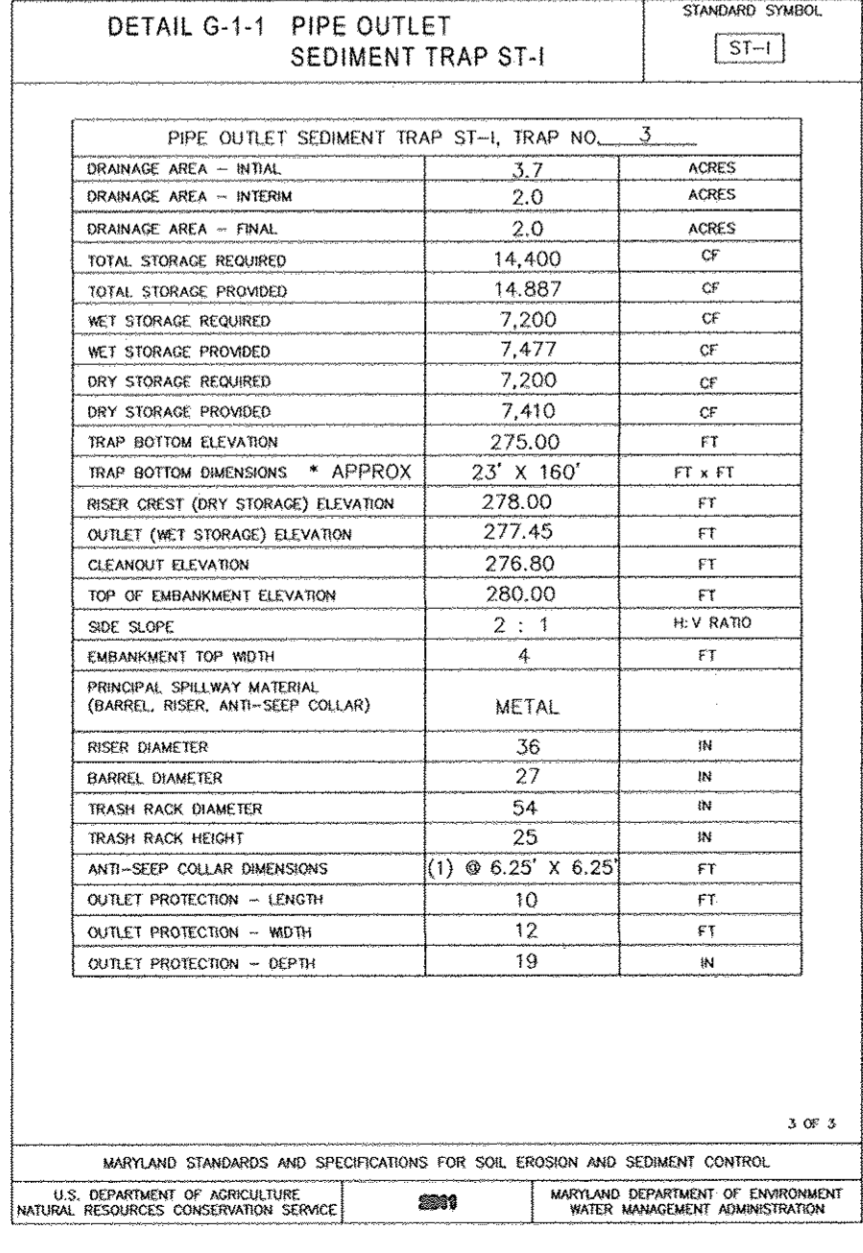 DETAIL G-1-1 PIPE OUTLET
SEDIMENT TRAP ST-I
STANDARD SYMBOL
ST-I
PIPE OUTLET SEDIMENT TRAP ST-I, TRAP NO. 3
DRAINAGE AREA - INTIAL 3.7 ACRES
DRAINAGE AREA - INTERIM 2.0 ACRES
DRAINAGE AREA - FINAL 2.0 ACRES
TOTAL STORAGE REQUIRED 14,400 CF
TOTAL STORAGE PROVIDED 14.887 CF
WET STORAGE REQUIRED 7,200 CF
WET STORAGE PROVIDED 7,477 CF
DRY STORAGE REQUIRED 7,200 CF
DRY STORAGE PROVIDED 7,410 CF
TRAP BOTTOM ELEVATION 275.00 FT
TRAP BOTTOM DIMENSIONS * APPROX 23' X 160' FT x FT
RISER CREST (DRY STORAGE) ELEVATION 278.00 FT
OUTLET (WET STORAGE) ELEVATION 277.45 FT
CLEANOUT ELEVATION 276.80 FT
TOP OF EMBANKMENT ELEVATION 280.00 FT
SIDE SLOPE 2 : 1 H:V RATIO
EMBANKMENT TOP WIDTH 4 FT
PRINCIPAL SPILLWAY MATERIAL
(BARREL, RISER, ANTI-SEEP COLLAR) METAL
RISER DIAMETER 36 IN
BARREL DIAMETER 27 IN
TRASH RACK DIAMETER 54 IN
TRASH RACK HEIGHT 25 IN
ANTI-SEEP COLLAR DIMENSIONS (1) @ 6.25' X 6.25' FT
OUTLET PROTECTION - LENGTH 10 FT
OUTLET PROTECTION - WIDTH 12 FT
OUTLET PROTECTION - DEPTH 19 IN
3 OF 3
MARYLAND STANDARDS AND SPECIFICATIONS FOR SOIL EROSION AND SEDIMENT CONTROL
U.S. DEPARTMENT OF AGRICULTURE
NATURAL RESOURCES CONSERVATION SERVICE
MARYLAND DEPARTMENT OF ENVIRONMENT
WATER MANAGEMENT ADMINISTRATION